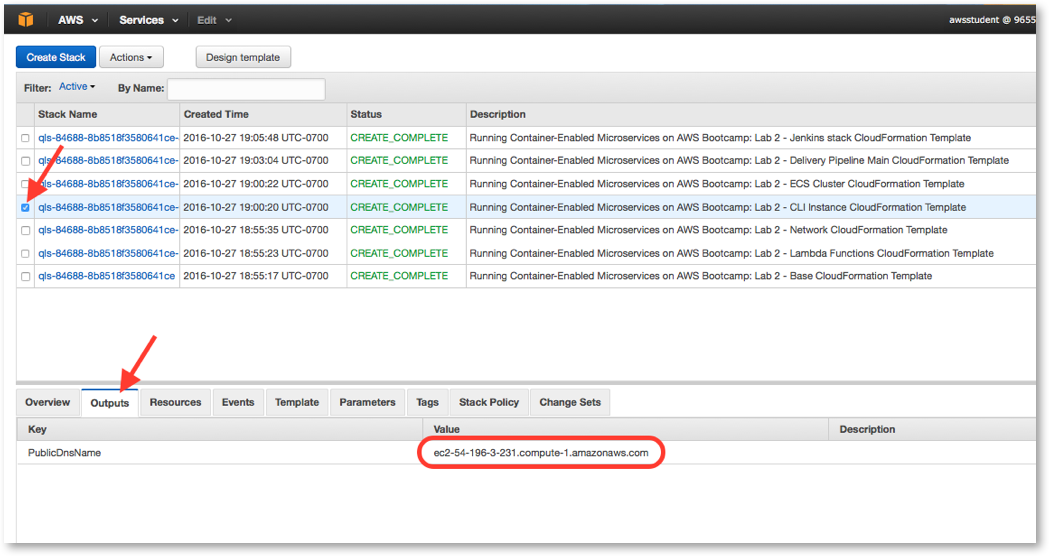 AWS Services Edit awsstudent @ 9655
Create Stack Actions Design template
Filter: Active By Name:
Stack Name Created Time Status Description
qls-84688-8b8518f3580641ce- 2016-10-27 19:05:48 UTC-0700 CREATE_COMPLETE Running Container-Enabled Microservices on AWS Bootcamp: Lab 2 - Jenkins stack CloudFormation Template
qls-84688-8b8518f3580641ce- 2016-10-27 19:03:04 UTC-0700 CREATE_COMPLETE Running Container-Enabled Microservices on AWS Bootcamp: Lab 2 - Delivery Pipeline Main CloudFormation Template
qls-84688-8b8518f3580641ce- 2016-10-27 19:00:22 UTC-0700 CREATE_COMPLETE Running Container-Enabled Microservices on AWS Bootcamp: Lab 2 - ECS Cluster CloudFormation Template
qls-84688-8b8518f3580641ce- 2016-10-27 19:00:20 UTC-0700 CREATE_COMPLETE Running Container-Enabled Microservices on AWS Bootcamp: Lab 2 - CLI Instance CloudFormation Template
qls-84688-8b8518f3580641ce- 2016-10-27 18:55:35 UTC-0700 CREATE_COMPLETE Running Container-Enabled Microservices on AWS Bootcamp: Lab 2 - Network CloudFormation Template
qls-84688-8b8518f3580641ce- 2016-10-27 18:55:23 UTC-0700 CREATE_COMPLETE Running Container-Enabled Microservices on AWS Bootcamp: Lab 2 - Lambda Functions CloudFormation Template
qls-84688-8b8518f3580641ce 2016-10-27 18:55:17 UTC-0700 CREATE_COMPLETE Running Container-Enabled Microservices on AWS Bootcamp: Lab 2 - Base CloudFormation Template
Overview Outputs Resources Events Template Parameters Tags Stack Policy Change Sets
Key Value Description
PublicDnsName ec2-54-196-3-231.compute-1.amazonaws.com